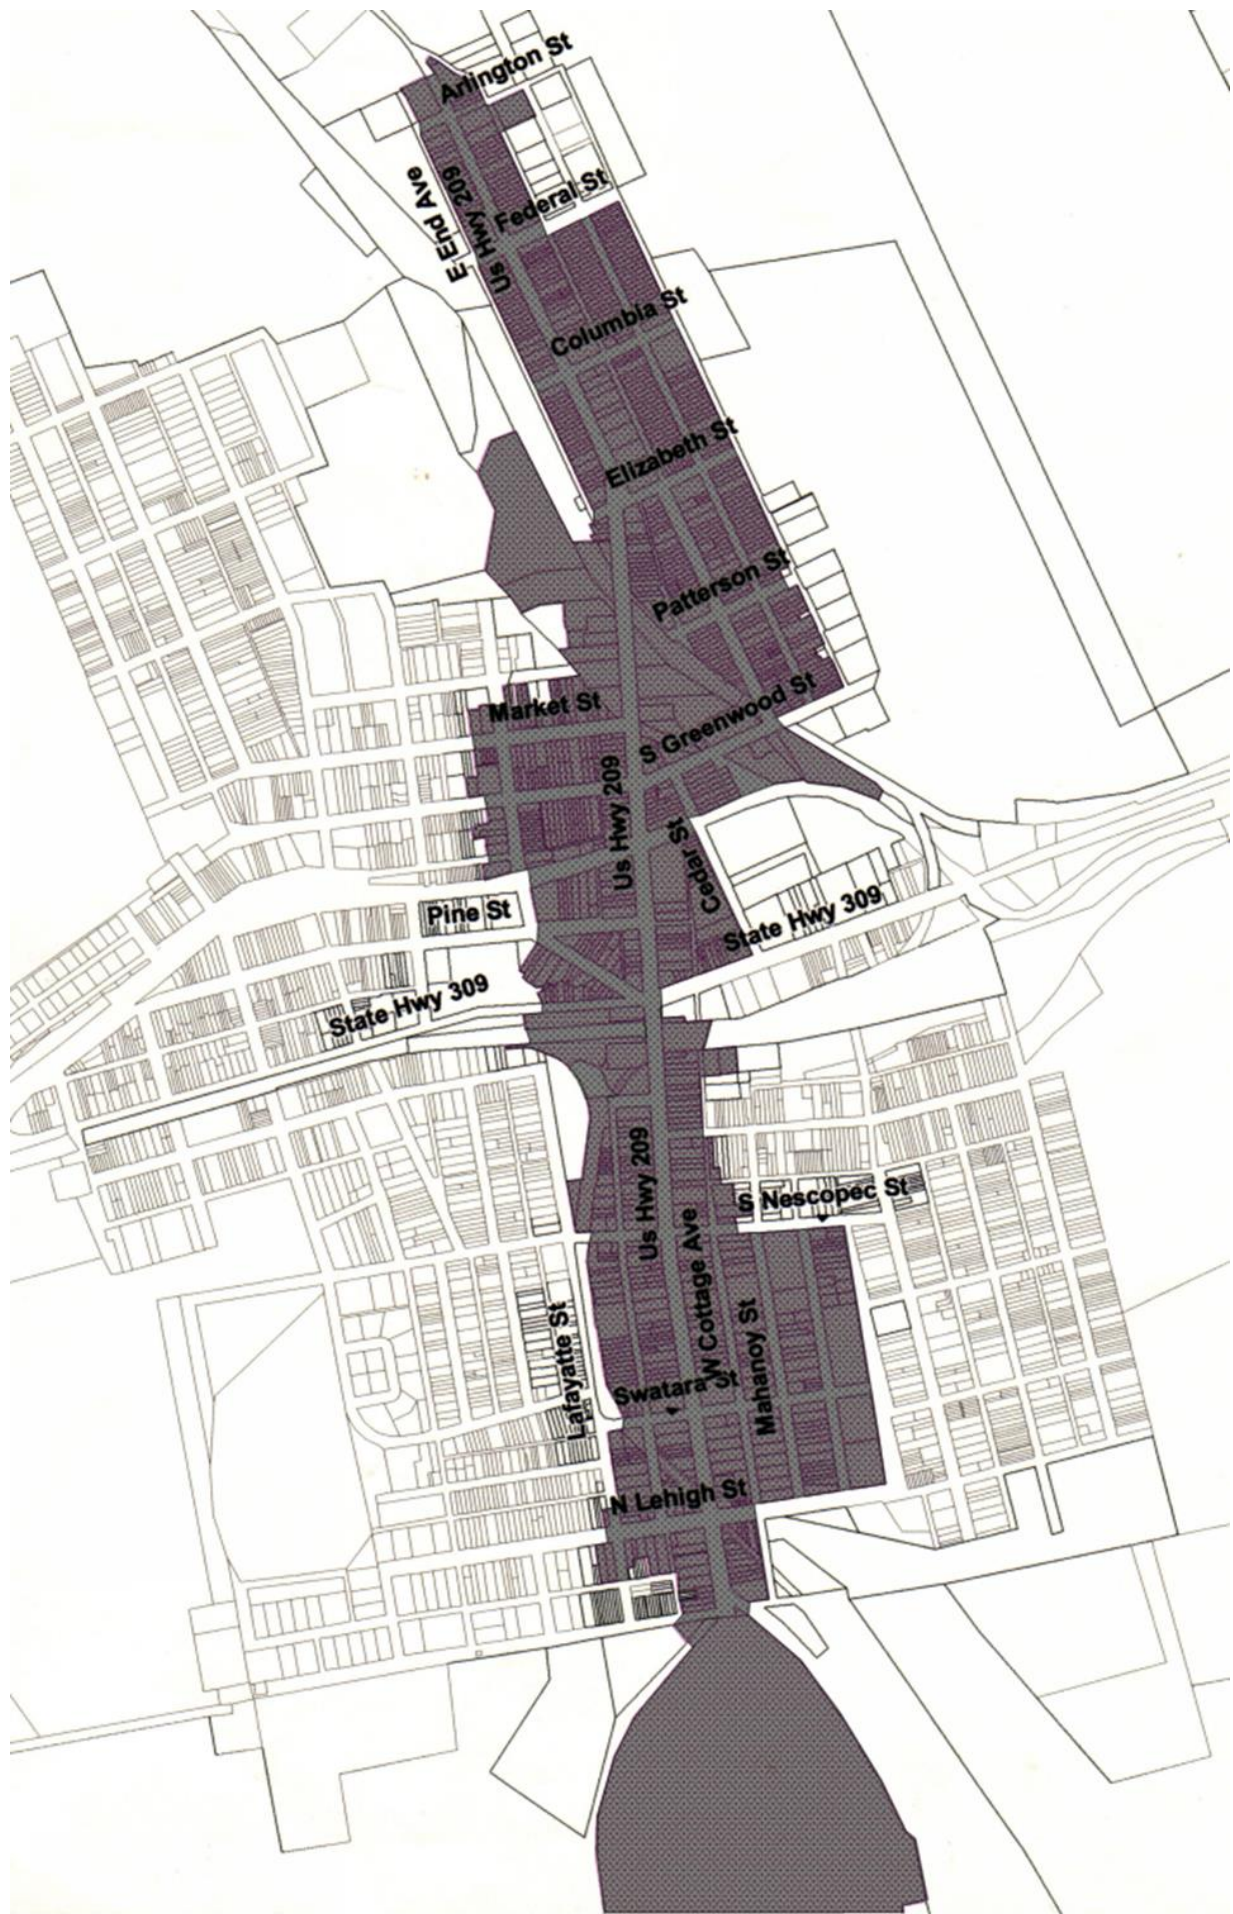 Arlington St
E End Ave
Us Hwy 209
Federal St
Columbia St
Elizabeth St
Patterson St
Market St
S Greenwood St
Us Hwy 209
Cedar St
Pine St
State Hwy 309
State Hwy 309
Us Hwy 209
S Nescopec St
W Cottage Ave
Lafayatte St
Mahanoy St
Swatara St
N Lehigh St